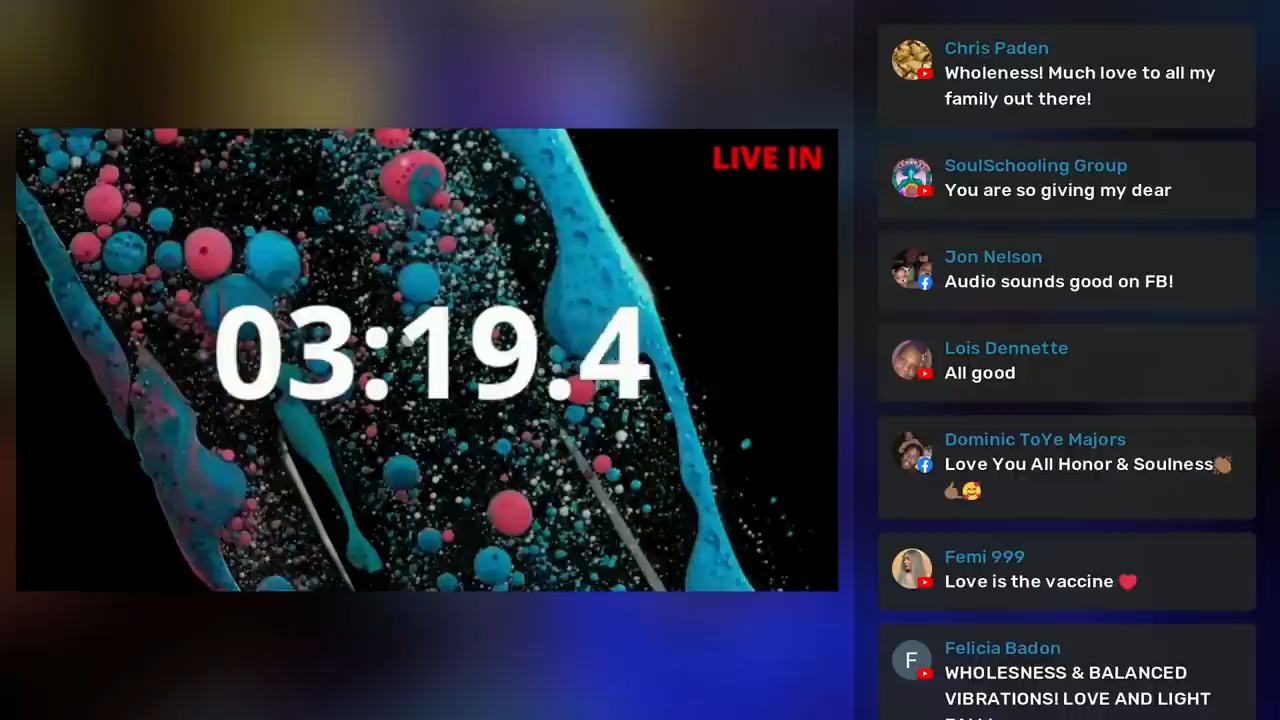 LIVE IN
03:19.4
Chris Paden
Wholeness! Much love to all my
family out there!
SoulSchooling Group
You are so giving my dear
Jon Nelson
Audio sounds good on FB!
Lois Dennette
All good
Dominic ToYe Majors
Love You All Honor & Soulness👏🏾
👍🏾🥰
Femi 999
Love is the vaccine ❤️
F
Felicia Badon
WHOLESNESS & BALANCED
VIBRATIONS! LOVE AND LIGHT